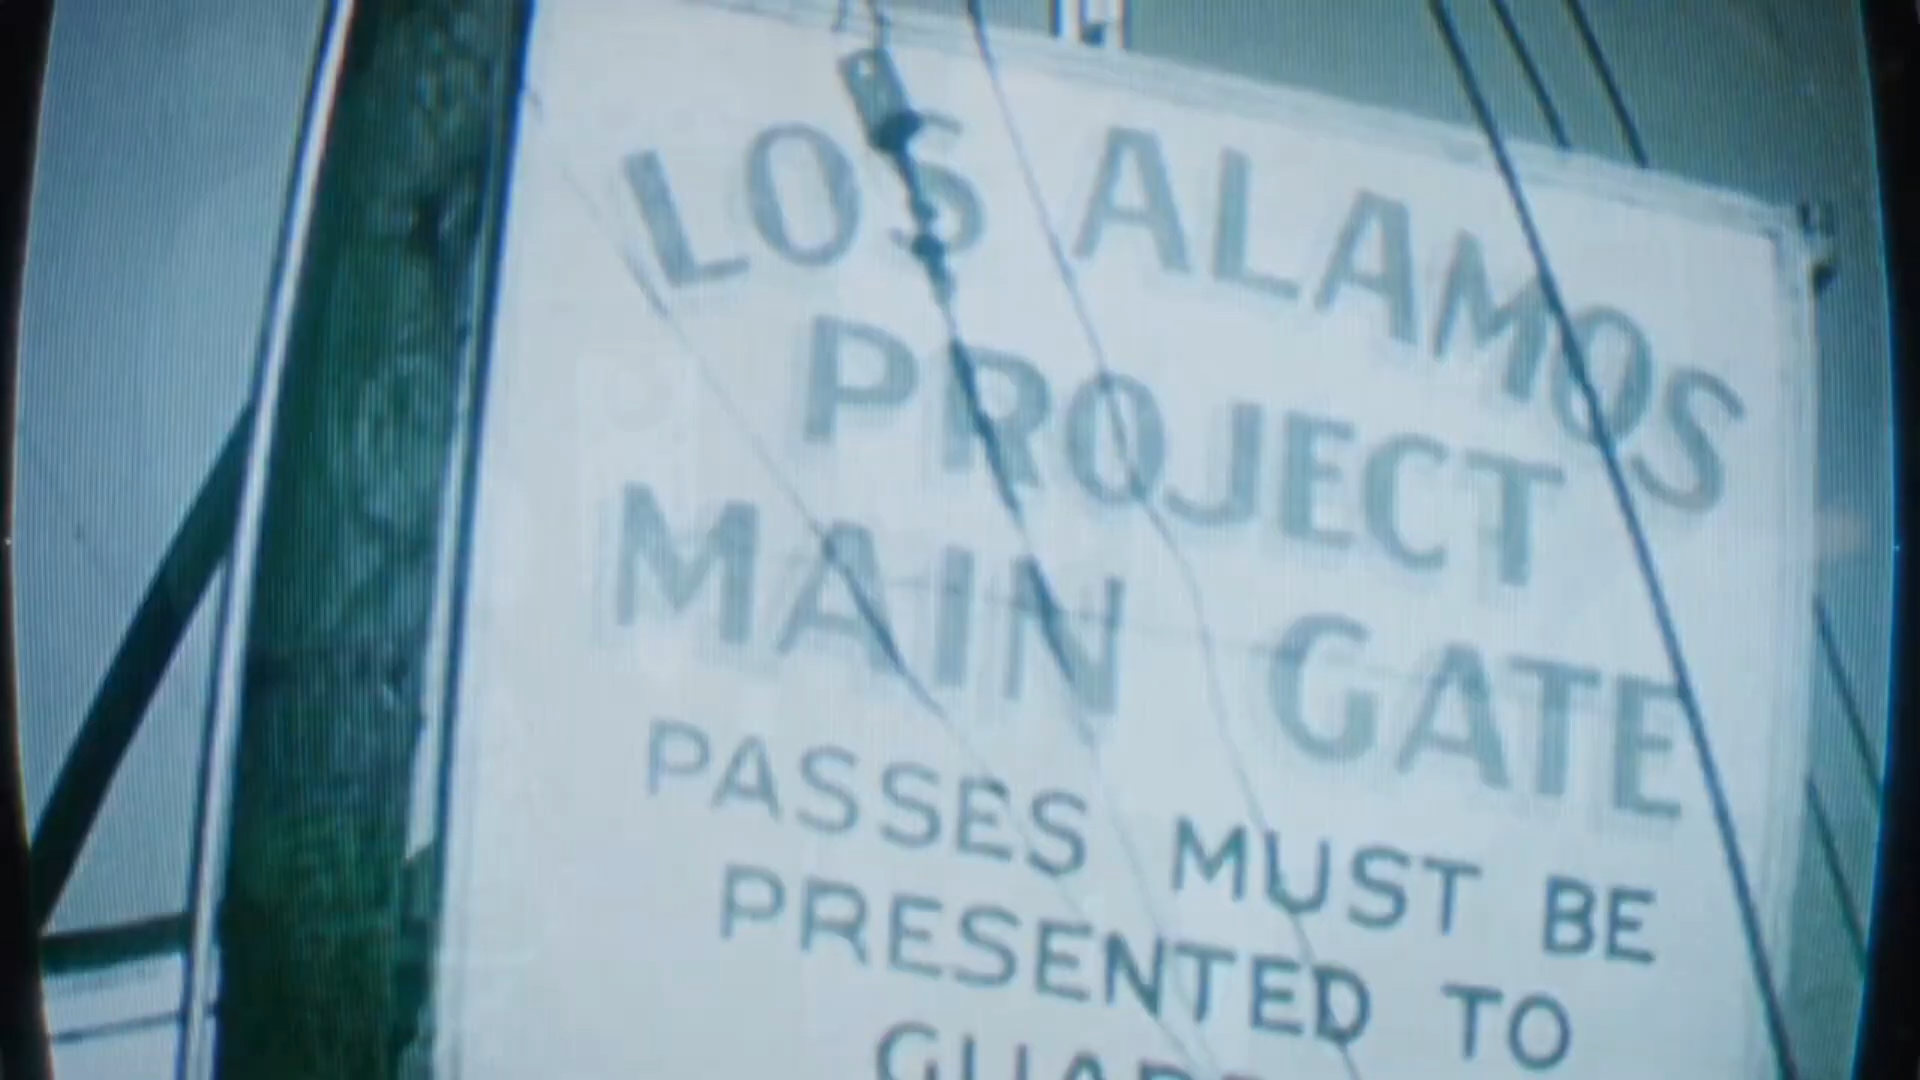 LOS ALAMOS
PROJECT
MAIN GATE
PASSES MUST BE
PRESENTED TO